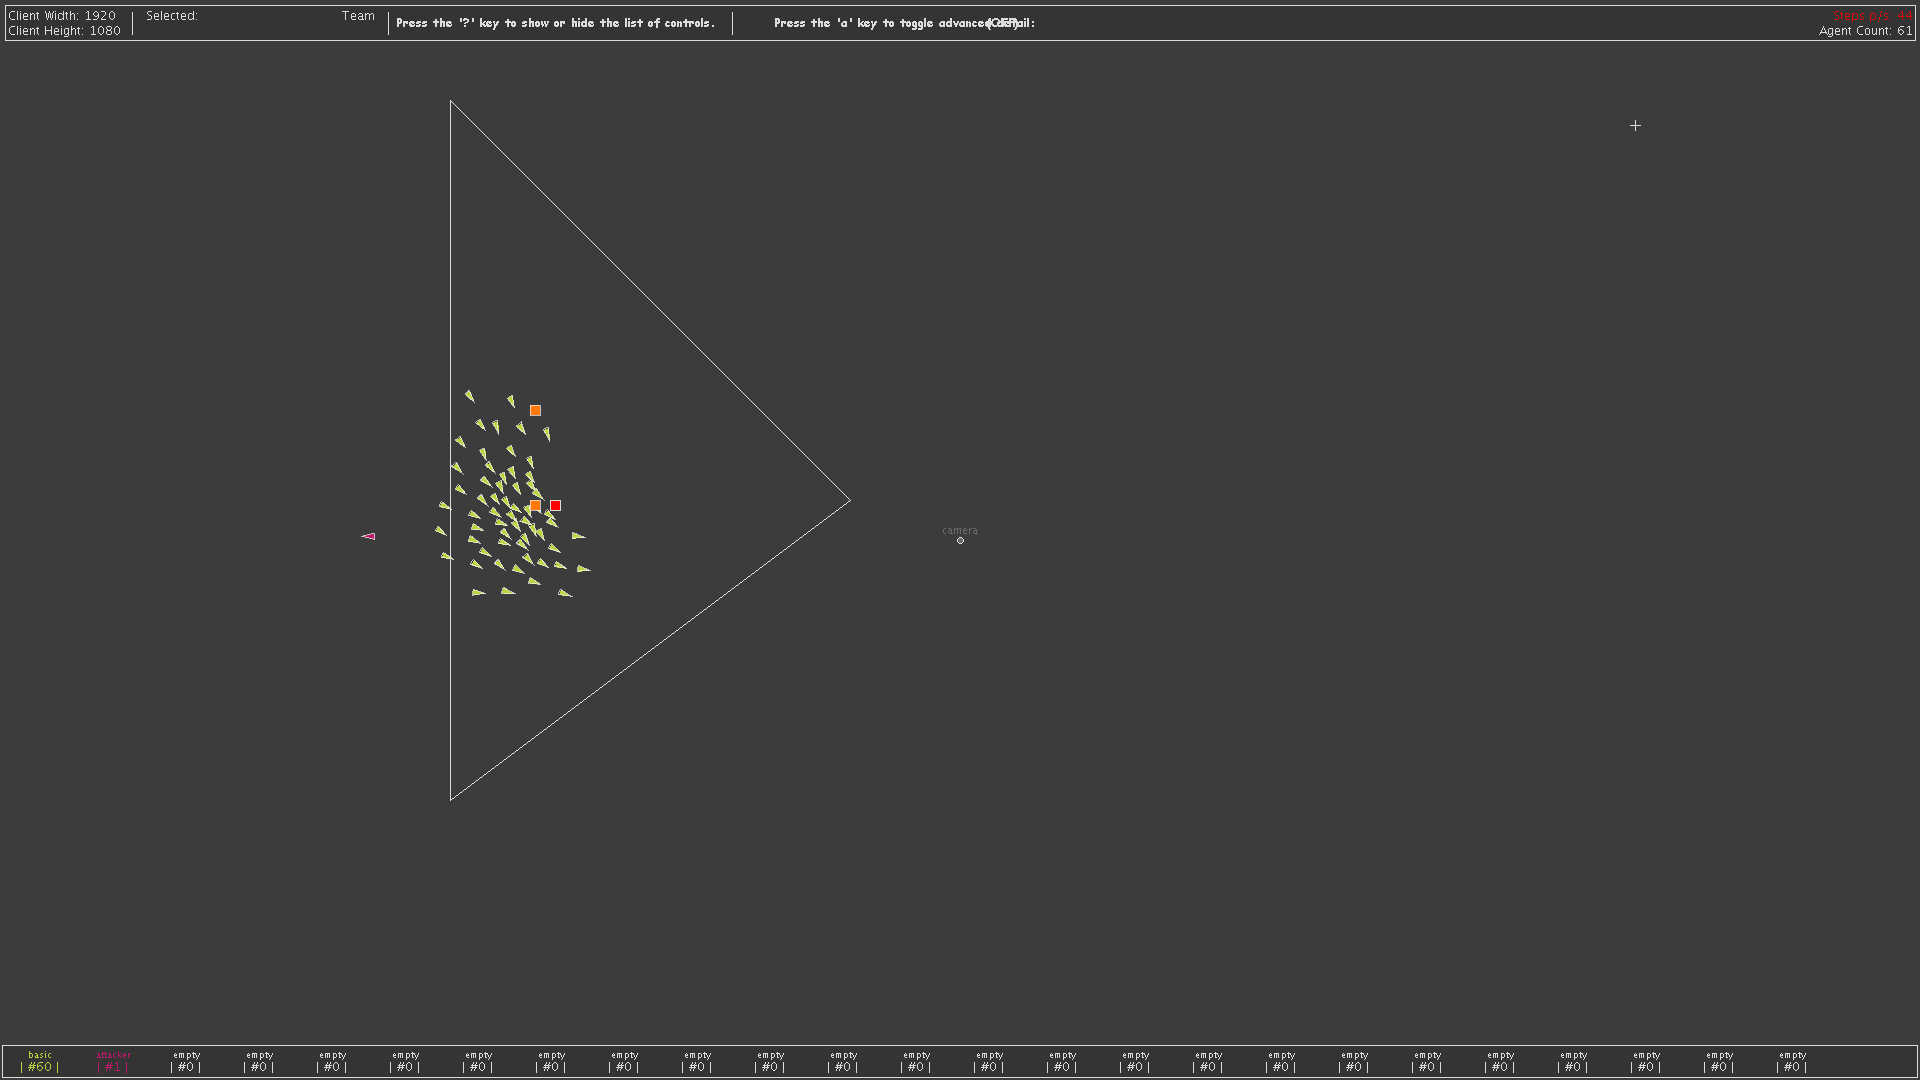 Client Width: 1920
Client Height: 1080
Selected:
Team
Press the '?' key to show or hide the list of controls.
Press the 'a' key to toggle advanced detail:
(OFF)
Steps p/s: 44
Agent Count: 61
camera
basic attacker empty empty empty empty empty empty empty empty empty empty empty empty empty empty empty empty empty empty empty empty empty empty empty
| #60 | | #1 | | #0 | | #0 | | #0 | | #0 | | #0 | | #0 | | #0 | | #0 | | #0 | | #0 | | #0 | | #0 | | #0 | | #0 | | #0 | | #0 | | #0 | | #0 | | #0 | | #0 | | #0 | | #0 | | #0 |